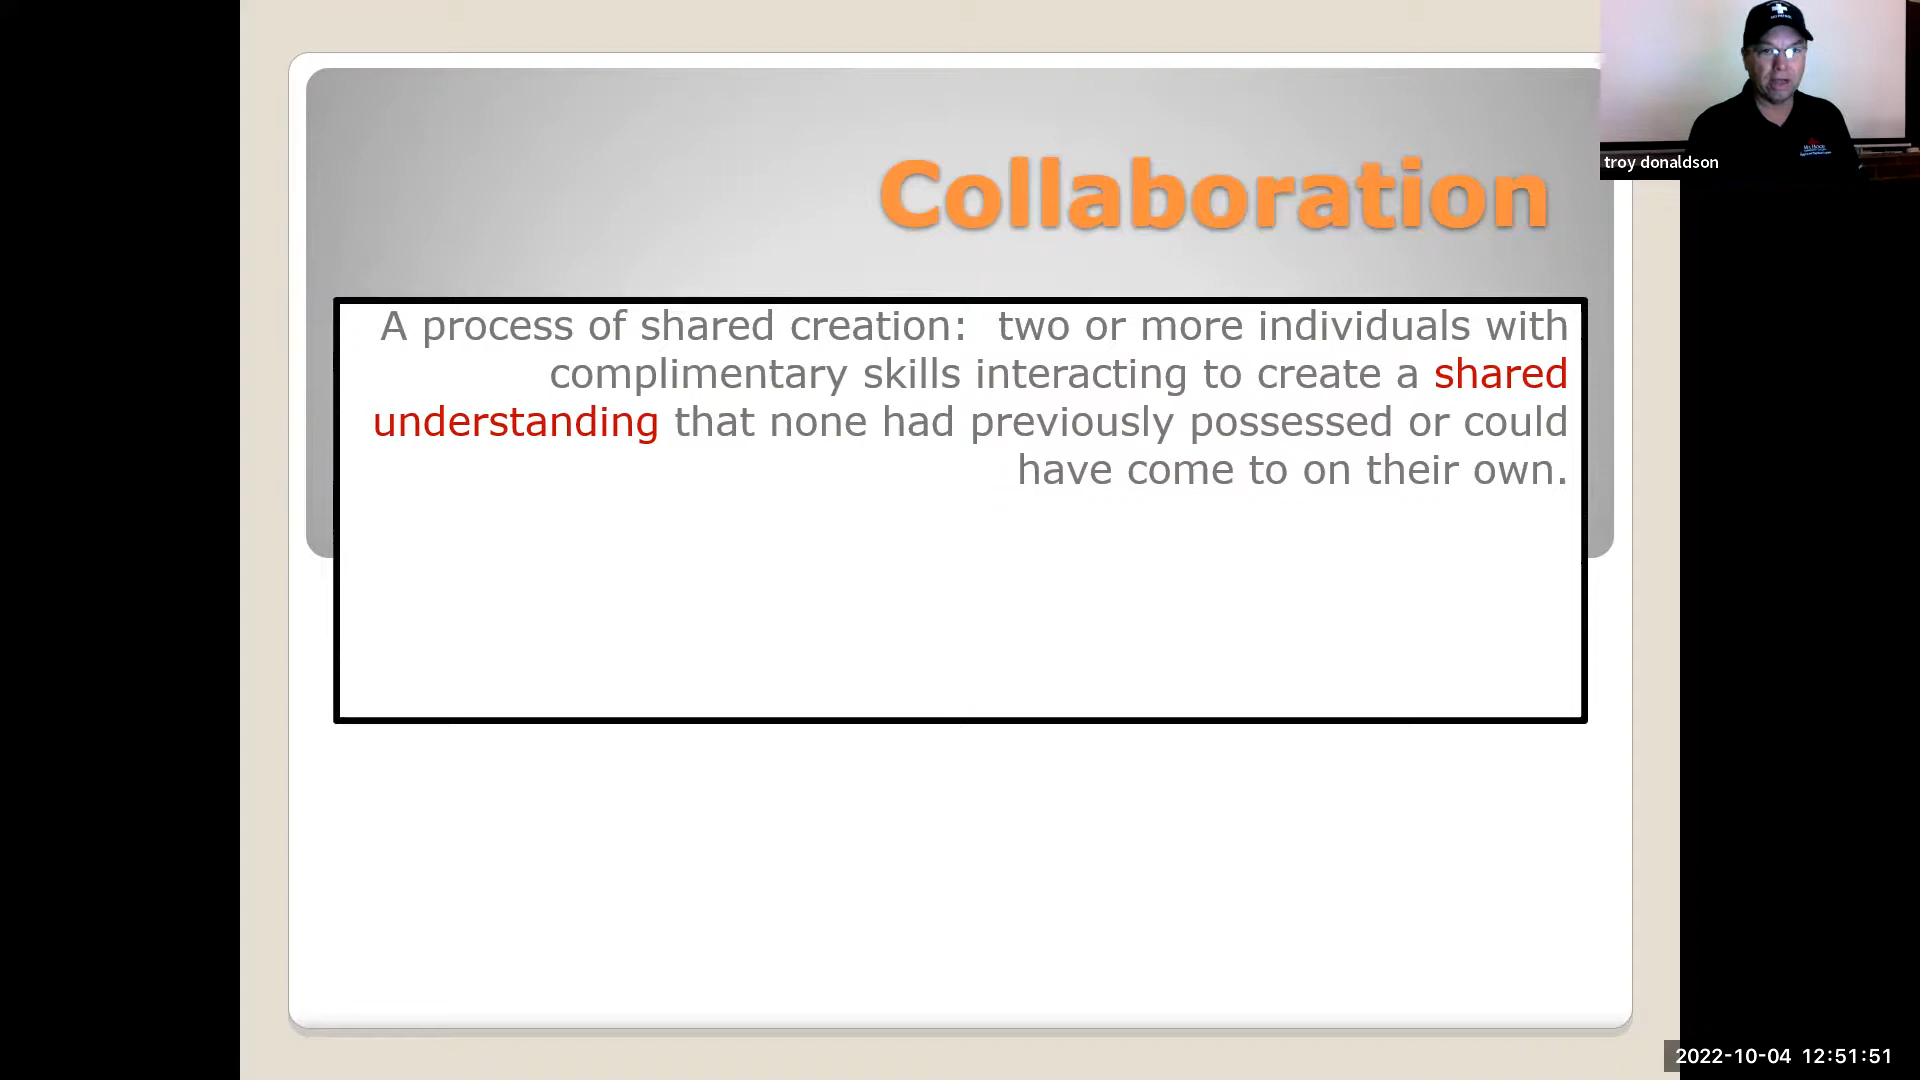 Collaboration
A process of shared creation:  two or more individuals with
complimentary skills interacting to create a shared
understanding that none had previously possessed or could
have come to on their own.
troy donaldson
2022-10-04 12:51:51